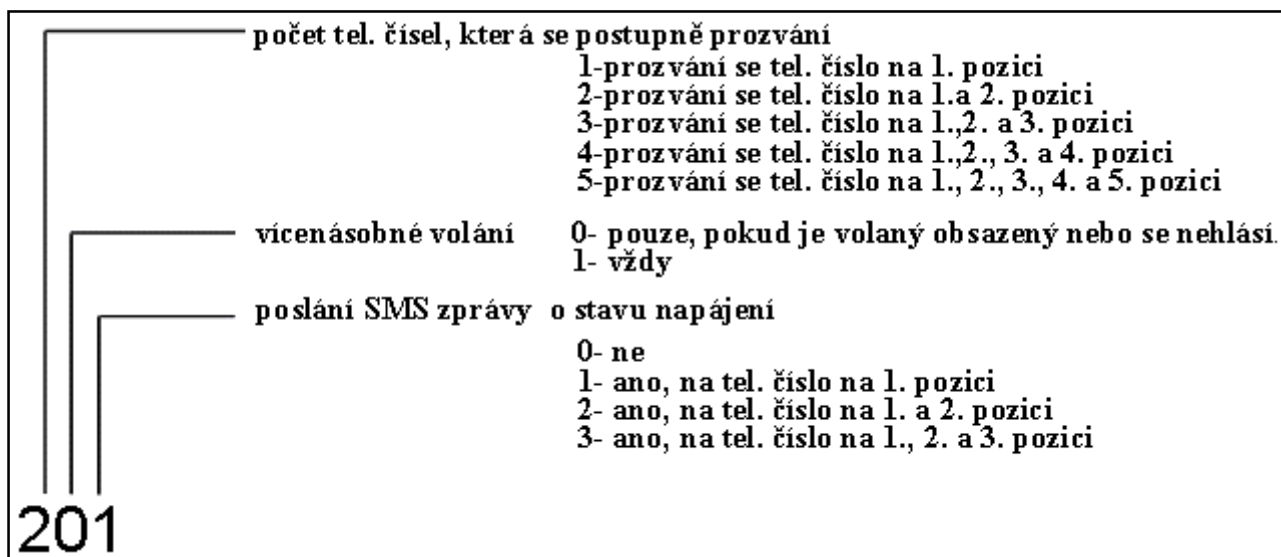 počet tel. čísel, která se postupně prozvání
1-prozvání se tel. číslo na 1. pozici
2-prozvání se tel. číslo na 1.a 2. pozici
3-prozvání se tel. číslo na 1.,2. a 3. pozici
4-prozvání se tel. číslo na 1.,2., 3. a 4. pozici
5-prozvání se tel. číslo na 1., 2., 3., 4. a 5. pozici
vícenásobné volání 0- pouze, pokud je volaný obsazený nebo se nehlásí.
1- vždy
poslání SMS zprávy o stavu napájení
0- ne
1- ano, na tel. číslo na 1. pozici
2- ano, na tel. číslo na 1. a 2. pozici
3- ano, na tel. číslo na 1., 2. a 3. pozici
201